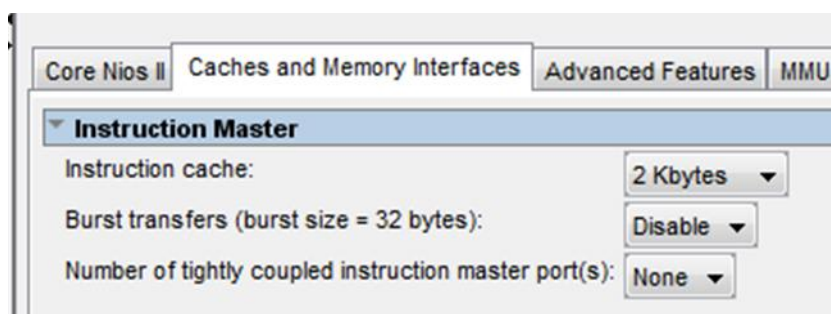 Core Nios II Caches and Memory Interfaces Advanced Features MMU
Instruction Master
Instruction cache: 2 Kbytes
Burst transfers (burst size = 32 bytes): Disable
Number of tightly coupled instruction master port(s): None